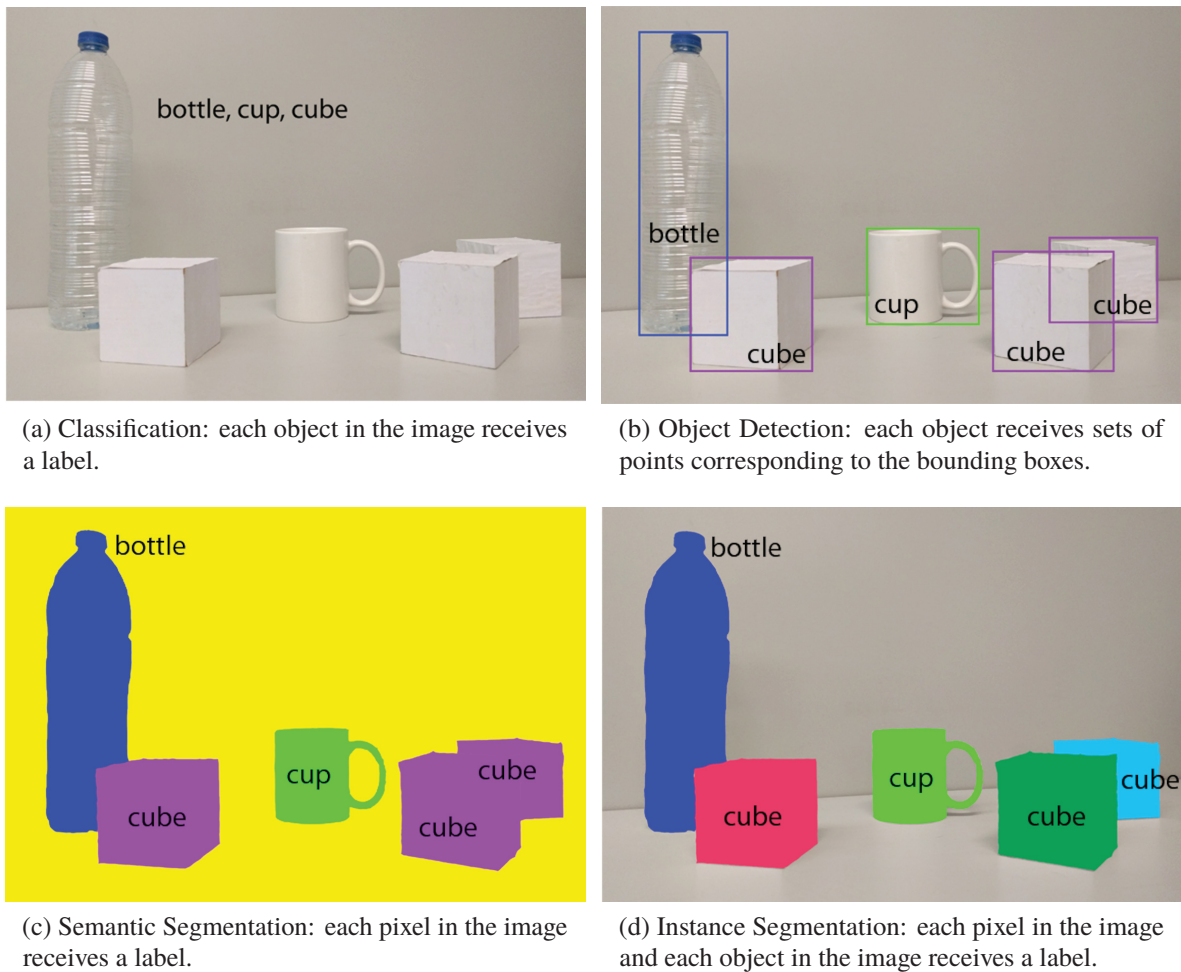 bottle, cup, cube
bottle
cup
cube
cube
cube
(a) Classification: each object in the image receives
a label.
(b) Object Detection: each object receives sets of
points corresponding to the bounding boxes.
bottle
cup
cube
cube
cube
bottle
cup
cube
cube
cube
(c) Semantic Segmentation: each pixel in the image
receives a label.
(d) Instance Segmentation: each pixel in the image
and each object in the image receives a label.